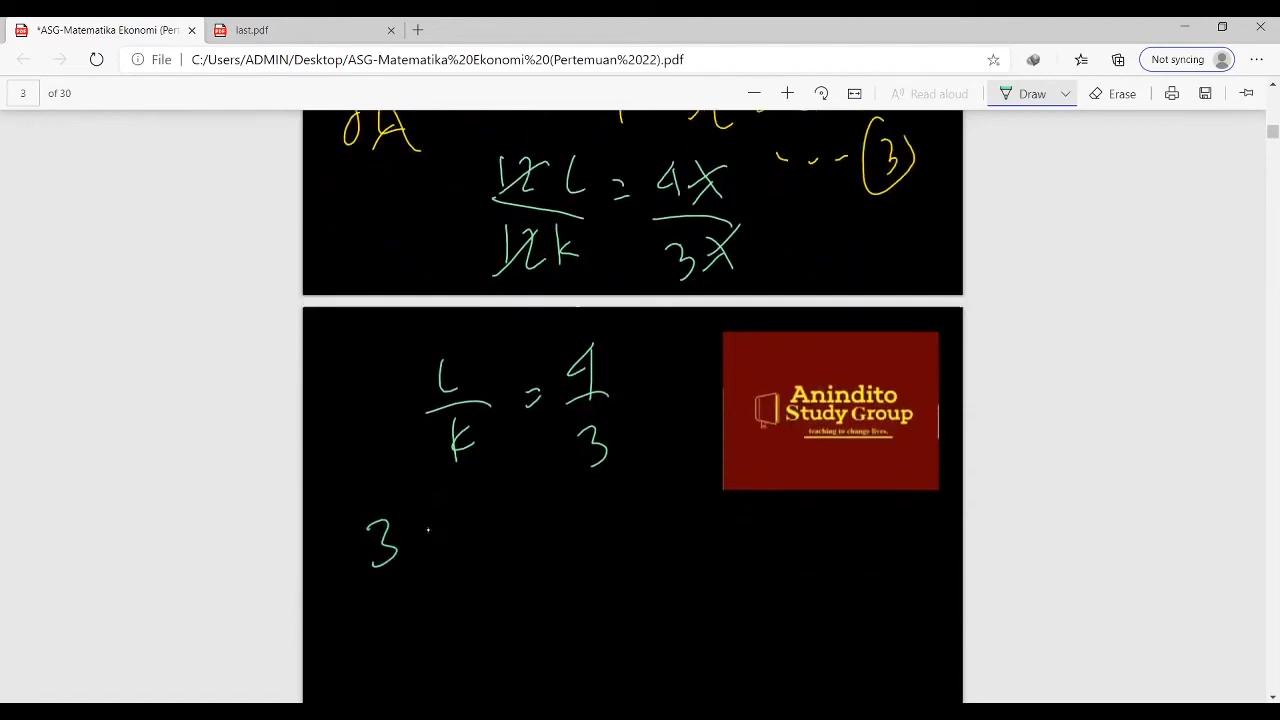 *ASG-Matematika Ekonomi (Per
last.pdf
File C:/Users/ADMIN/Desktop/ASG-Matematika%20Ekonomi%20(Pertemuan%2022).pdf
Not syncing
3 of 30
Read aloud
Draw
Erase
... (3)
12L = 4λ
12K 3λ
L = 4
K 3
Anindito
Study Group
teaching to change lives.
3